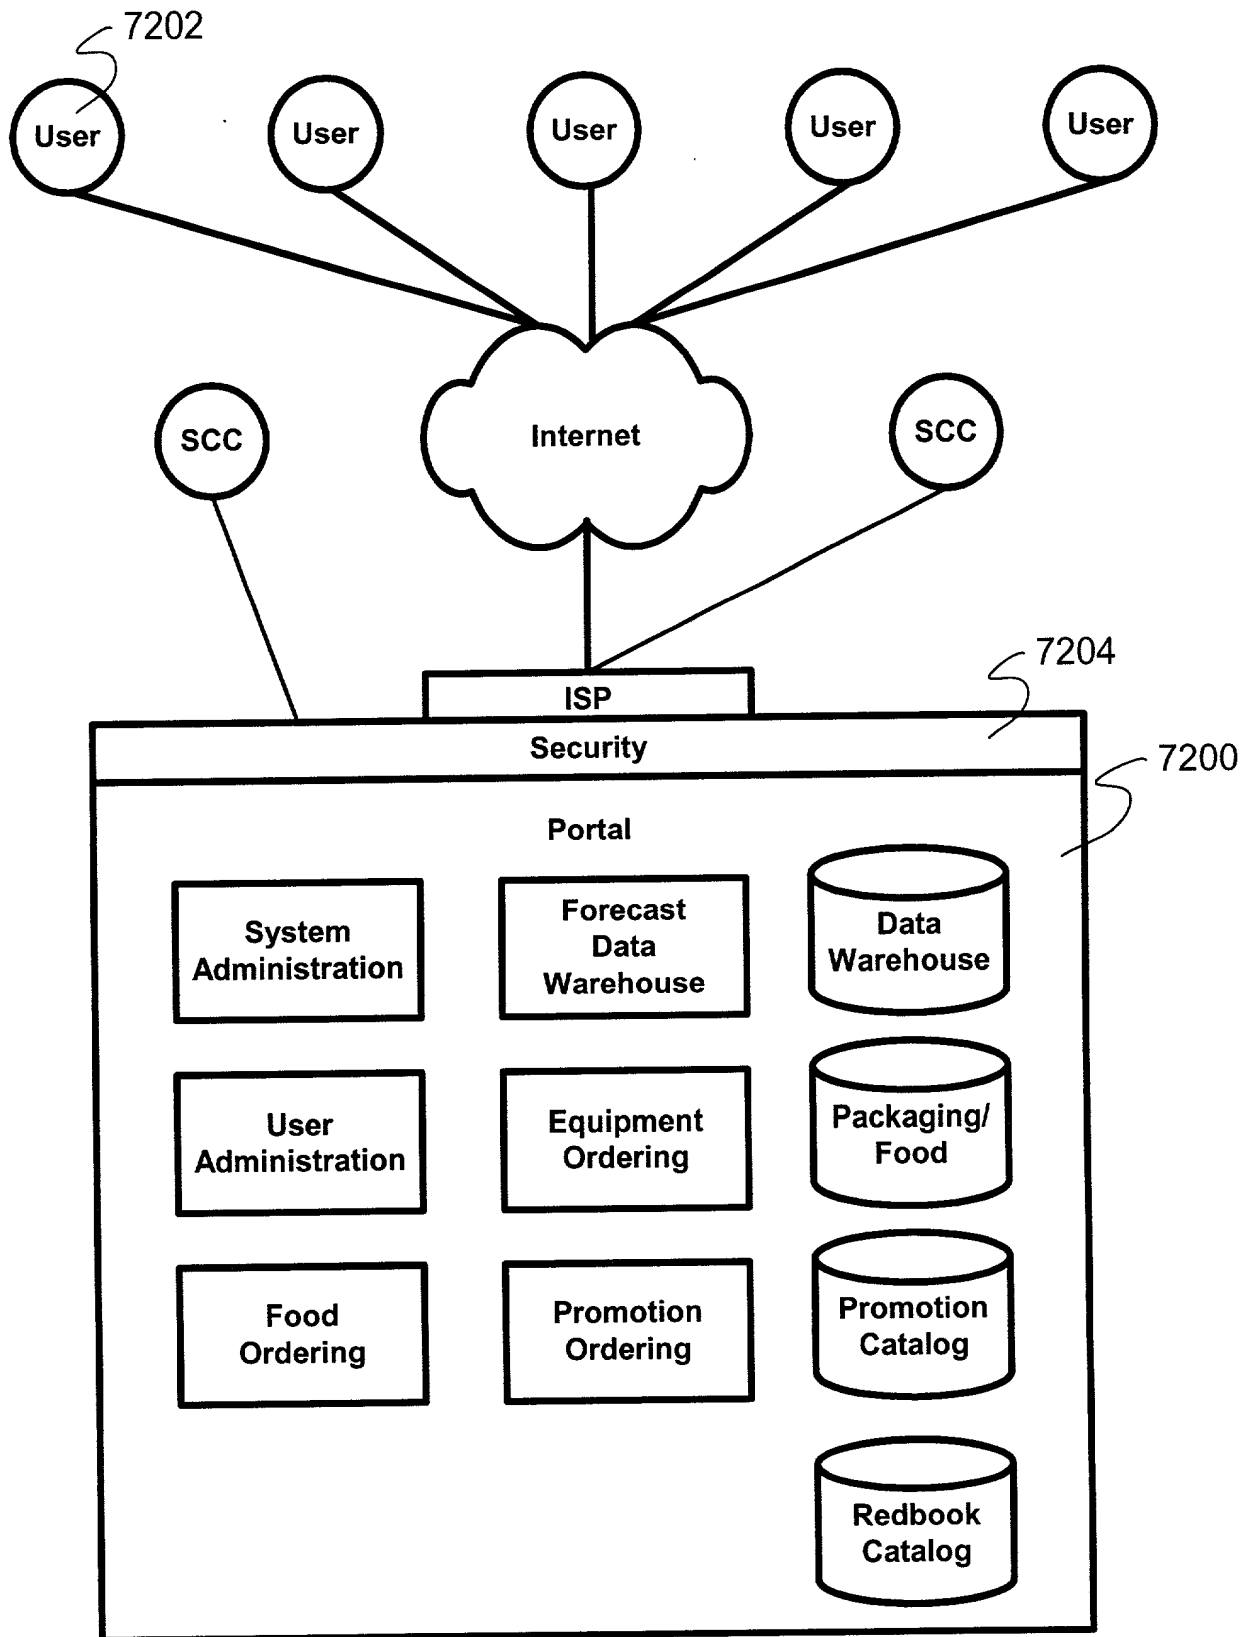 7202
User
User
User
User
User
SCC
Internet
SCC
7204
ISP
Security
7200
Portal
System
Administration
Forecast
Data
Warehouse
Data
Warehouse
User
Administration
Equipment
Ordering
Packaging/
Food
Food
Ordering
Promotion
Ordering
Promotion
Catalog
Redbook
Catalog